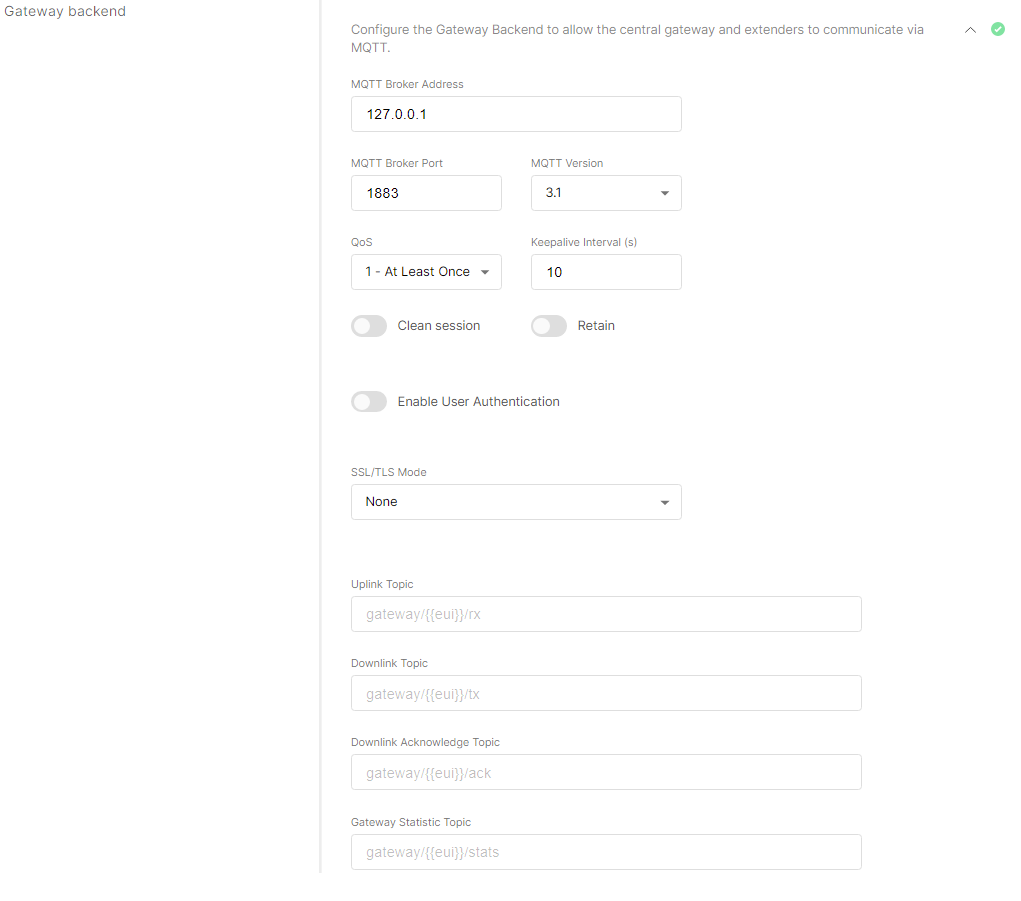 Gateway backend
Configure the Gateway Backend to allow the central gateway and extenders to communicate via
MQTT.
MQTT Broker Address
127.0.0.1
MQTT Broker Port
MQTT Version
1883
3.1
QoS
Keepalive Interval (s)
1 - At Least Once
10
Clean session
Retain
Enable User Authentication
SSL/TLS Mode
None
Uplink Topic
gateway/{{eui}}/rx
Downlink Topic
gateway/{{eui}}/tx
Downlink Acknowledge Topic
gateway/{{eui}}/ack
Gateway Statistic Topic
gateway/{{eui}}/stats